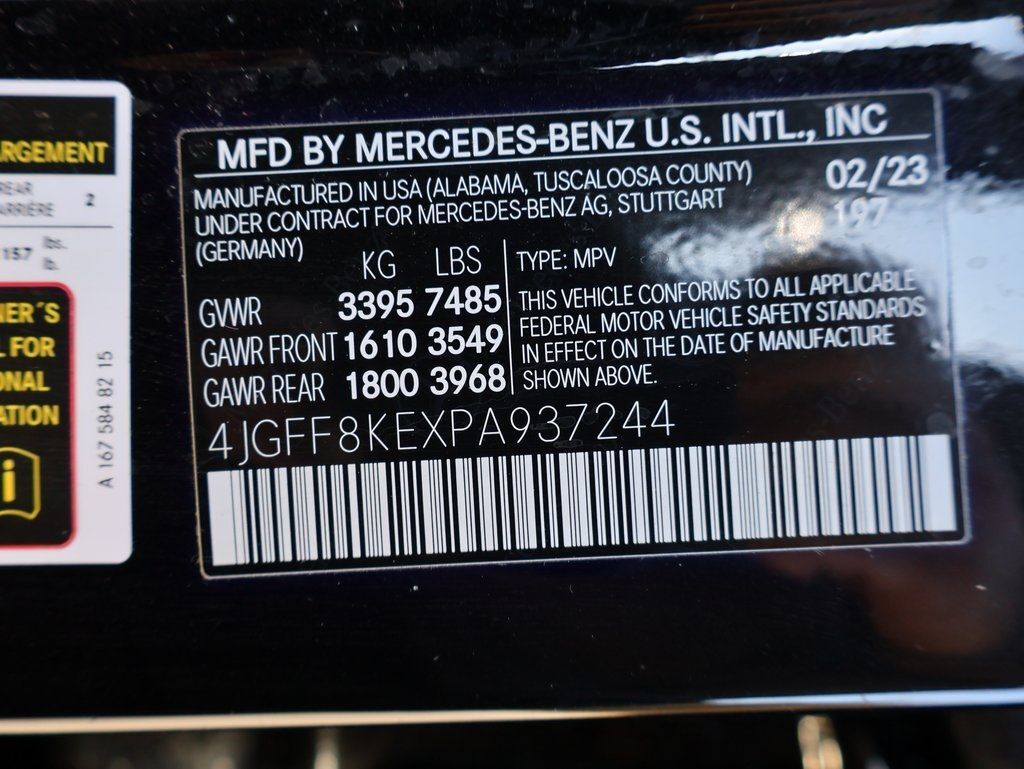 RGEMENT
REAR
ARRIÈRE
2
157 lbs.
lb.
NER´S
L FOR
ONAL
ATION
i
A 167 584 82 15
MFD BY MERCEDES-BENZ U.S. INTL., INC
MANUFACTURED IN USA (ALABAMA, TUSCALOOSA COUNTY) 02/23
UNDER CONTRACT FOR MERCEDES-BENZ AG, STUTTGART 197
(GERMANY)
KG LBS
GVWR 3395 7485
GAWR FRONT 1610 3549
GAWR REAR 1800 3968
TYPE: MPV
THIS VEHICLE CONFORMS TO ALL APPLICABLE
FEDERAL MOTOR VEHICLE SAFETY STANDARDS
IN EFFECT ON THE DATE OF MANUFACTURE
SHOWN ABOVE.
4JGFF8KEXPA937244